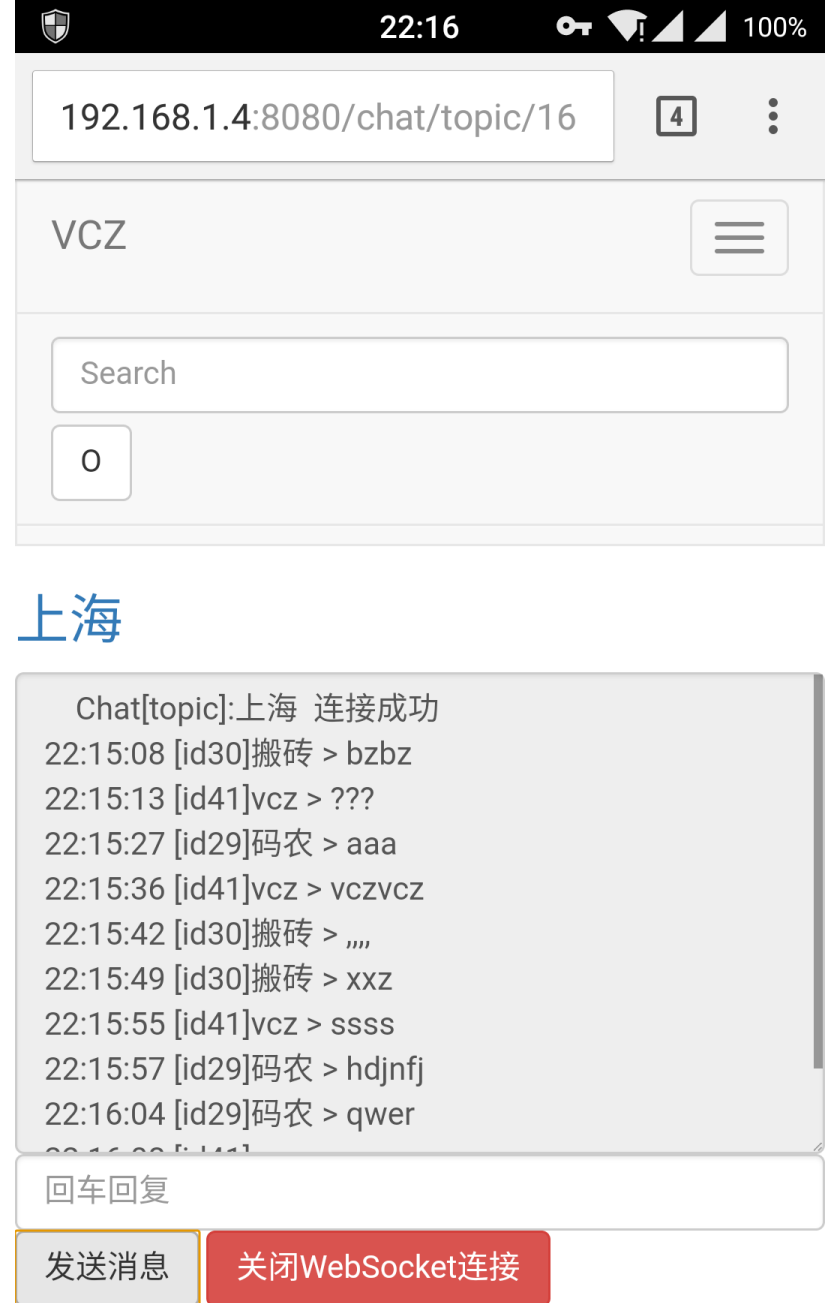 22:16
100%
192.168.1.4:8080/chat/topic/16
4
VCZ
Search
O
上海
Chat[topic]:上海 连接成功
22:15:08 [id30]搬砖 > bzbz
22:15:13 [id41]vcz > ???
22:15:27 [id29]码农 > aaa
22:15:36 [id41]vcz > vczvcz
22:15:42 [id30]搬砖 > ,,,,
22:15:49 [id30]搬砖 > xxz
22:15:55 [id41]vcz > ssss
22:15:57 [id29]码农 > hdjnfj
22:16:04 [id29]码农 > qwer
回车回复
发送消息
关闭WebSocket连接